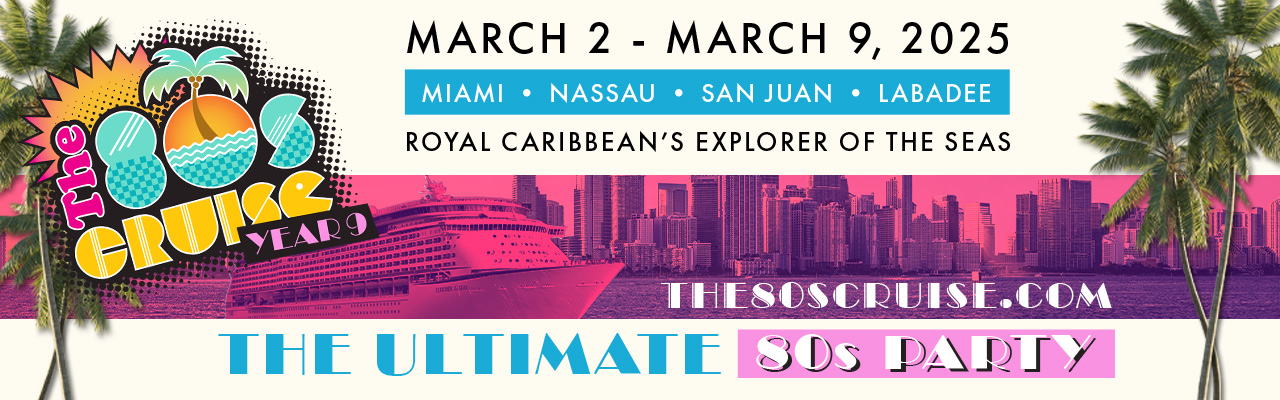 The
80s
CRUISE
YEAR 9
MARCH 2 - MARCH 9, 2025
MIAMI • NASSAU • SAN JUAN • LABADEE
ROYAL CARIBBEAN'S EXPLORER OF THE SEAS
THE80SCRUISE.COM
THE ULTIMATE 80s PARTY